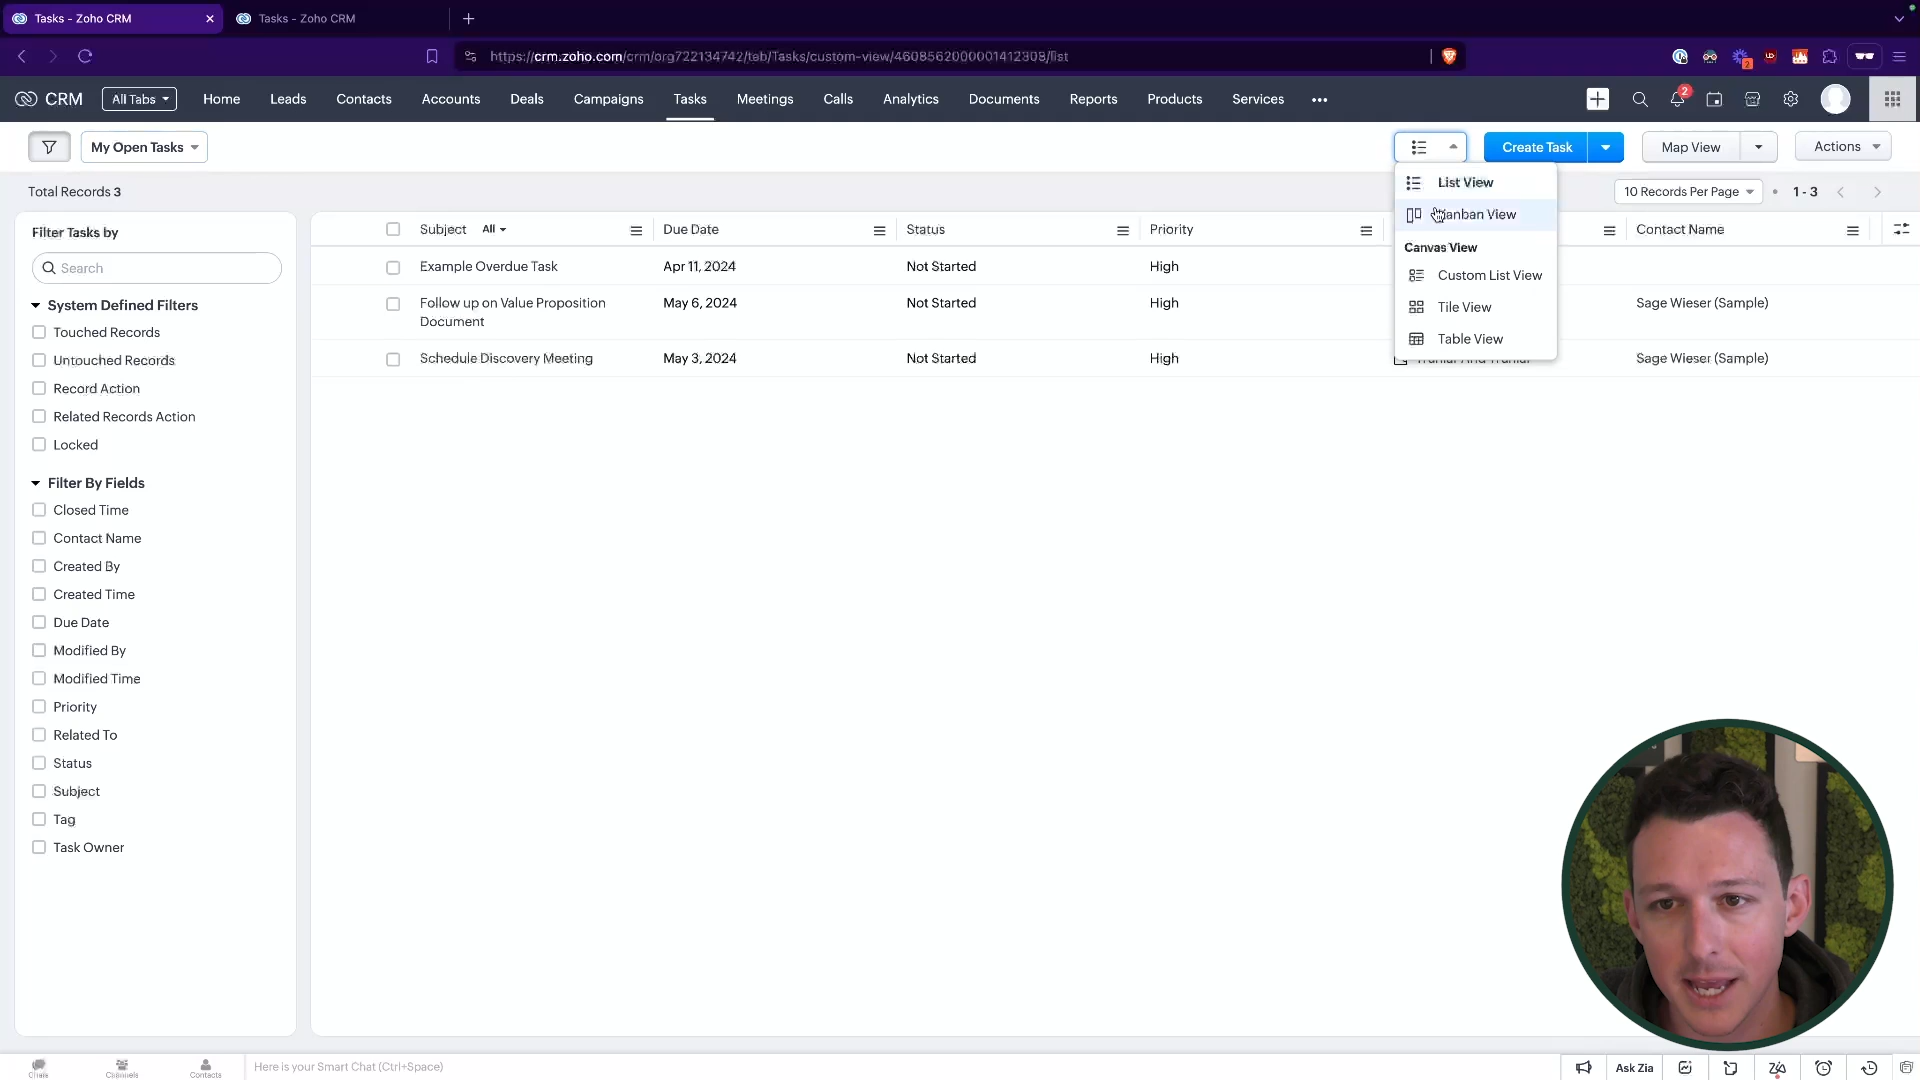 Tasks - Zoho CRM
Tasks - Zoho CRM
https://crm.zoho.com/crm/org722134742/tab/Tasks/custom-view/4608562000001412309/list
2
CRM
All Tabs
Home
Leads
Contacts
Accounts
Deals
Campaigns
Tasks
Meetings
Calls
Analytics
Documents
Reports
Products
Services
2
My Open Tasks
Create Task
Map View
Actions
Total Records 3
10 Records Per Page
1 - 3
List View
Kanban View
Canvas View
Custom List View
Tile View
Table View
Filter Tasks by
Search
System Defined Filters
Touched Records
Untouched Records
Record Action
Related Records Action
Locked
Filter By Fields
Closed Time
Contact Name
Created By
Created Time
Due Date
Modified By
Modified Time
Priority
Related To
Status
Subject
Tag
Task Owner
Subject All Due Date Status Priority Contact Name
Example Overdue Task Apr 11, 2024 Not Started High
Follow up on Value Proposition Document May 6, 2024 Not Started High Sage Wieser (Sample)
Schedule Discovery Meeting May 3, 2024 Not Started High Sage Wieser (Sample)
Chats
Channels
Contacts
Here is your Smart Chat (Ctrl+Space)
Ask Zia